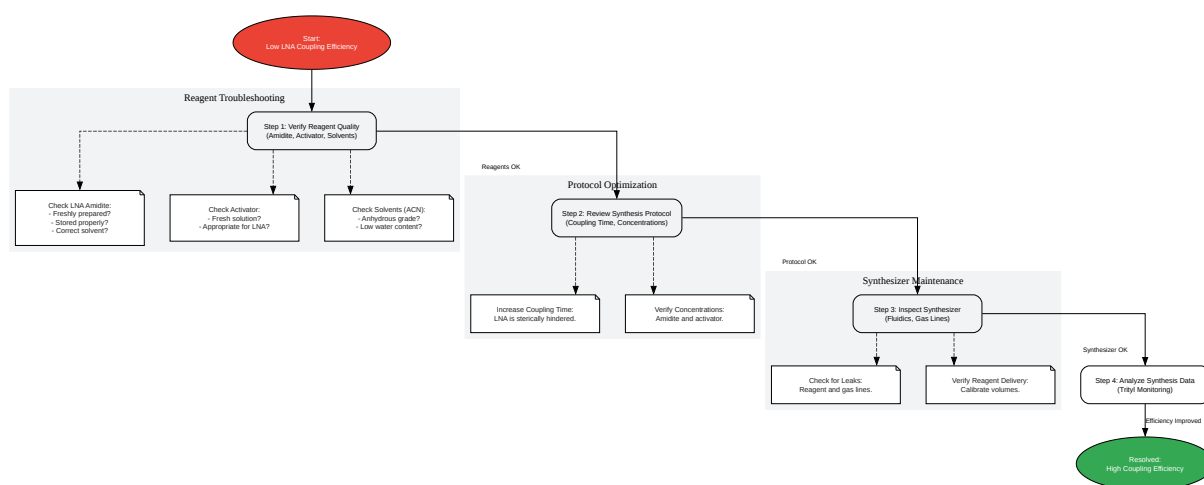 Start:
Low LNA Coupling Efficiency
Reagent Troubleshooting
Step 1: Verify Reagent Quality
(Amidite, Activator, Solvents)
Check LNA Amidite:
- Freshly prepared?
- Stored properly?
- Correct solvent?
Check Activator:
- Fresh solution?
- Appropriate for LNA?
Check Solvents (ACN):
- Anhydrous grade?
- Low water content?
Reagents OK
Protocol Optimization
Step 2: Review Synthesis Protocol
(Coupling Time, Concentrations)
Increase Coupling Time:
LNA is sterically hindered.
Verify Concentrations:
Amidite and activator.
Protocol OK
Synthesizer Maintenance
Step 3: Inspect Synthesizer
(Fluidics, Gas Lines)
Check for Leaks:
Reagent and gas lines.
Verify Reagent Delivery:
Calibrate volumes.
Synthesizer OK
Step 4: Analyze Synthesis Data
(Trityl Monitoring)
Efficiency Improved
Resolved:
High Coupling Efficiency